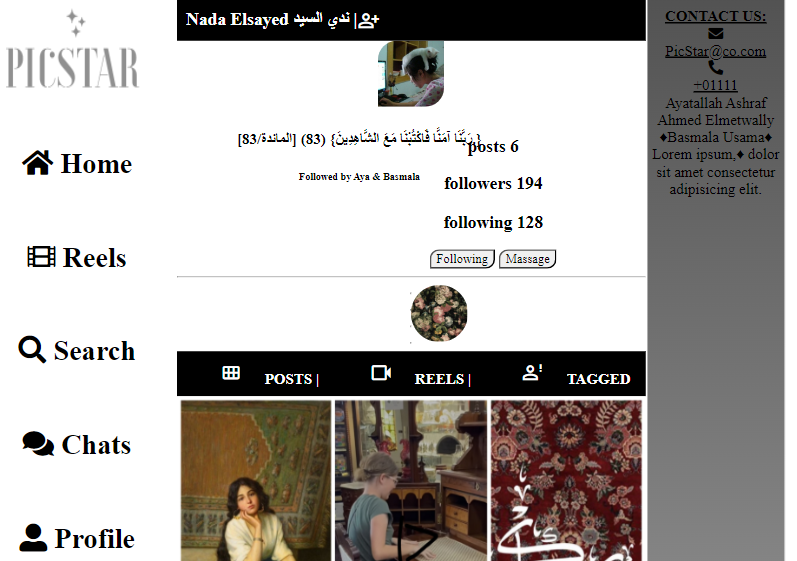 PICSTAR
Home
Reels
Search
Chats
Profile
Nada Elsayed ندي السيد |
{ رَبَّنَا آمَنَّا فَاكْتُبْنَا مَعَ الشَّاهِدِينَ} (83) [المائدة/83]
Followed by Aya & Basmala
posts 6
followers 194
following 128
Following Massage
POSTS | REELS | TAGGED
CONTACT US:
PicStar@co.com
+01111
Ayatallah Ashraf
Ahmed Elmetwally
♦Basmala Usama♦
Lorem ipsum,♦ dolor
sit amet consectetur
adipisicing elit.